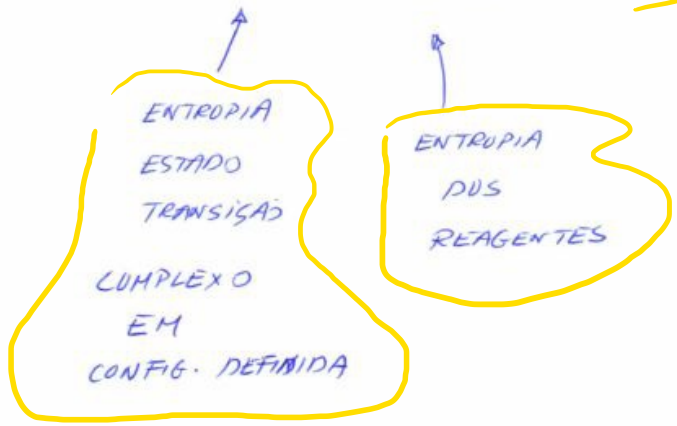 ENTROPIA
ESTADO
TRANSIÇÃO
COMPLEXO
EM
CONFIG. DEFINIDA
ENTROPIA
DOS
REAGENTES